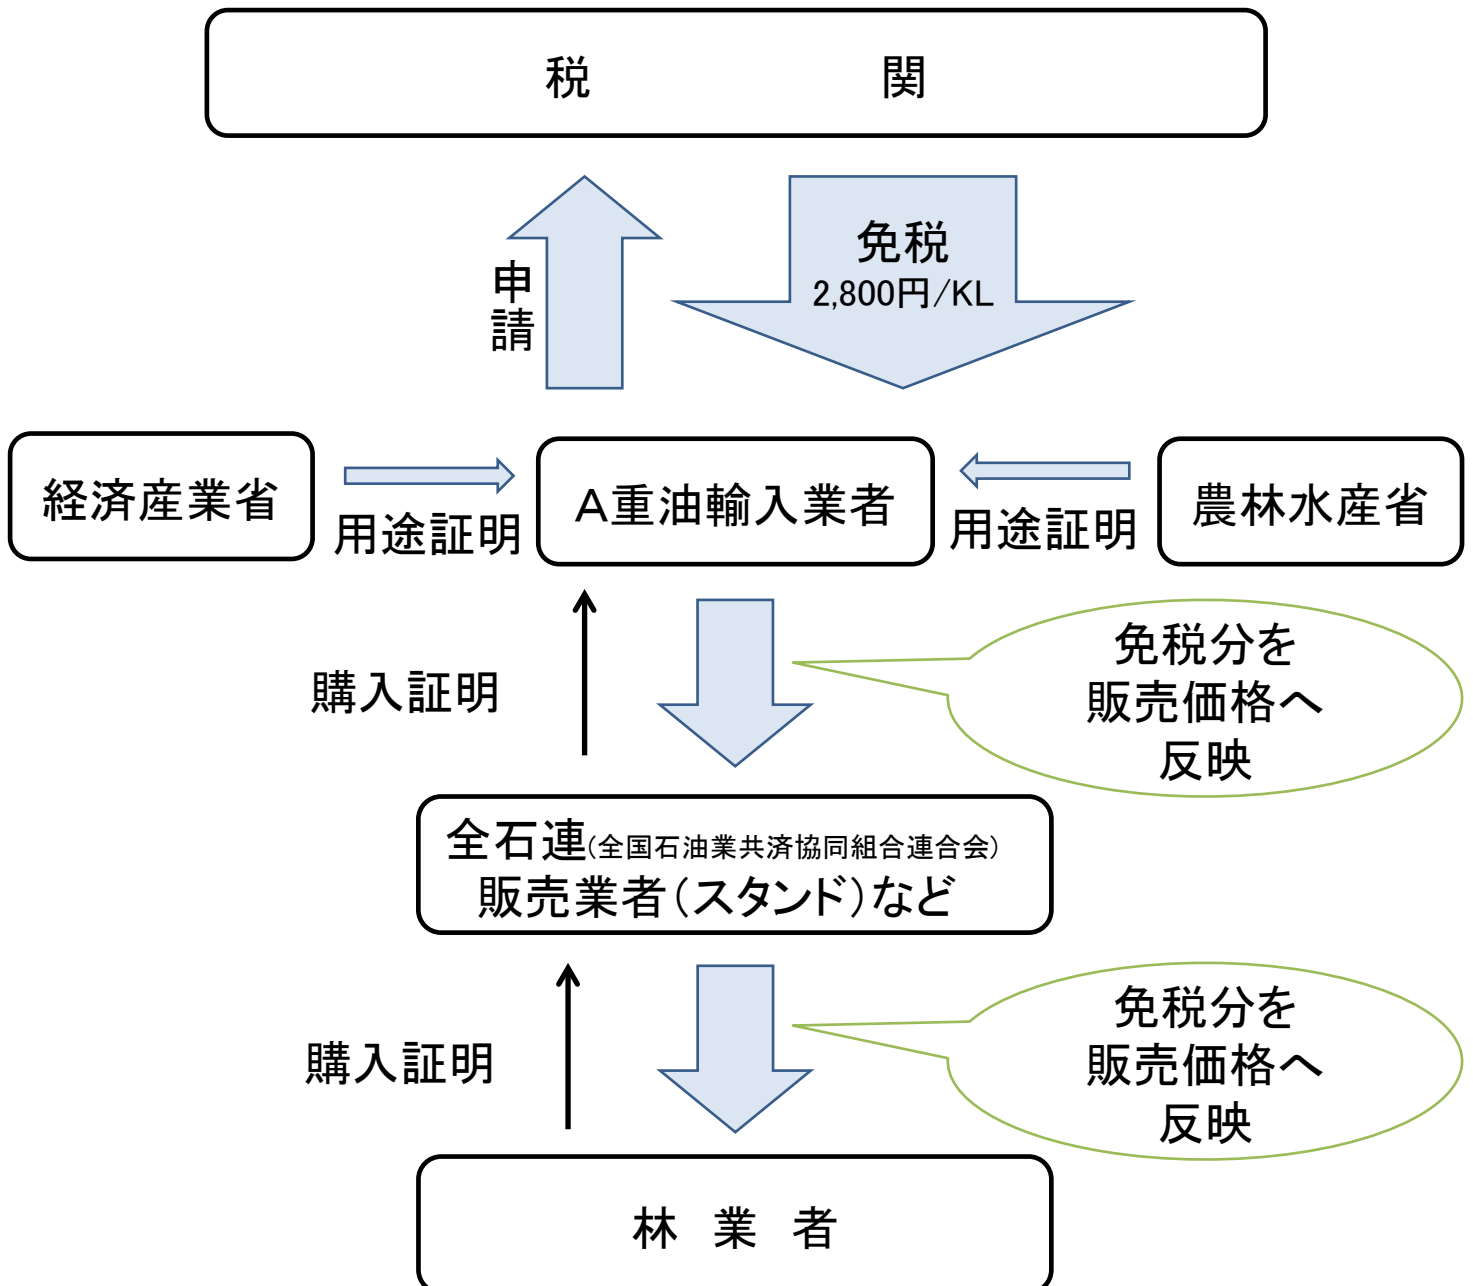 税　関
免税
2,800円/KL
申請
経済産業省
用途証明
A重油輸入業者
用途証明
農林水産省
購入証明
免税分を
販売価格へ
反映
全石連(全国石油業共済協同組合連合会)
販売業者(スタンド)など
購入証明
免税分を
販売価格へ
反映
林　業　者